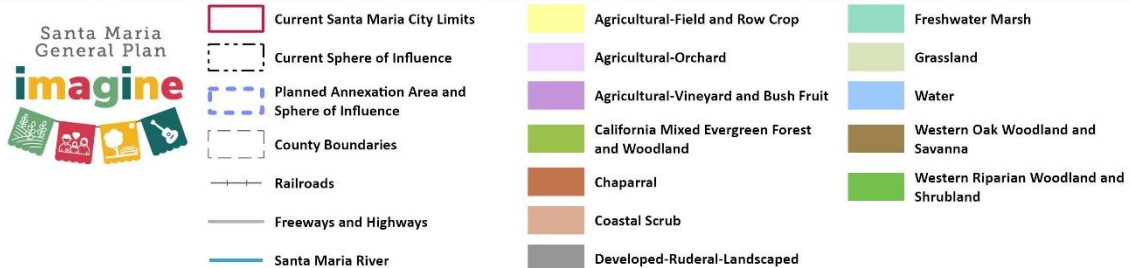 Santa Maria
General Plan
imagine
Current Santa Maria City Limits
Current Sphere of Influence
Planned Annexation Area and
Sphere of Influence
County Boundaries
Railroads
Freeways and Highways
Santa Maria River
Agricultural-Field and Row Crop
Agricultural-Orchard
Agricultural-Vineyard and Bush Fruit
California Mixed Evergreen Forest
and Woodland
Chaparral
Coastal Scrub
Developed-Ruderal-Landscaped
Freshwater Marsh
Grassland
Water
Western Oak Woodland and
Savanna
Western Riparian Woodland and
Shrubland